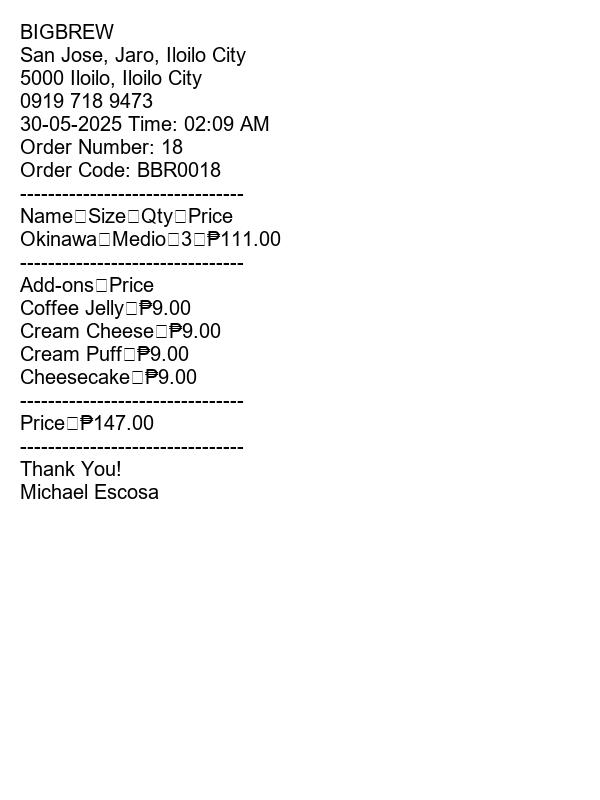 BIGBREW
San Jose, Jaro, Iloilo City
5000 Iloilo, Iloilo City
0919 718 9473
30-05-2025 Time: 02:09 AM
Order Number: 18
Order Code: BBR0018
--------------------------------
Name□Size□Qty□Price
Okinawa□Medio□3□₱111.00
--------------------------------
Add-ons□Price
Coffee Jelly□₱9.00
Cream Cheese□₱9.00
Cream Puff□₱9.00
Cheesecake□₱9.00
--------------------------------
Price□₱147.00
--------------------------------
Thank You!
Michael Escosa